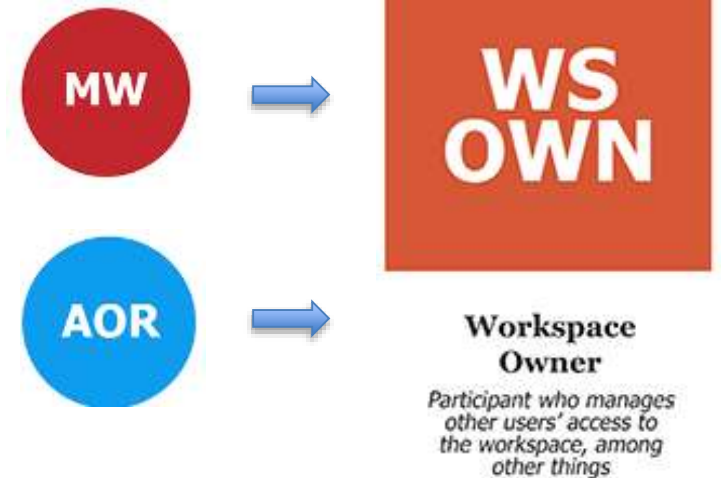 MW
WS
OWN
AOR
Workspace
Owner
Participant who manages
other users' access to
the workspace, among
other things